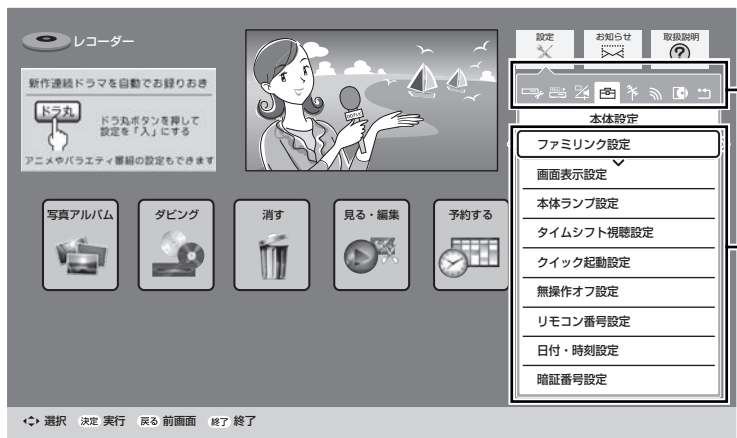 レコーダー
設定
お知らせ
取扱説明
新作連続ドラマを自動でお録りおき
ドラ丸
ドラ丸ボタンを押して
設定を「入」にする
アニメやバラエティ番組の設定もできます
本体設定
ファミリンク設定
画面表示設定
本体ランプ設定
タイムシフト視聴設定
クイック起動設定
無操作オフ設定
リモコン番号設定
日付・時刻設定
暗証番号設定
写真アルバム
ダビング
消す
見る・編集
予約する
選択 決定 実行 戻る 前画面 終了 終了